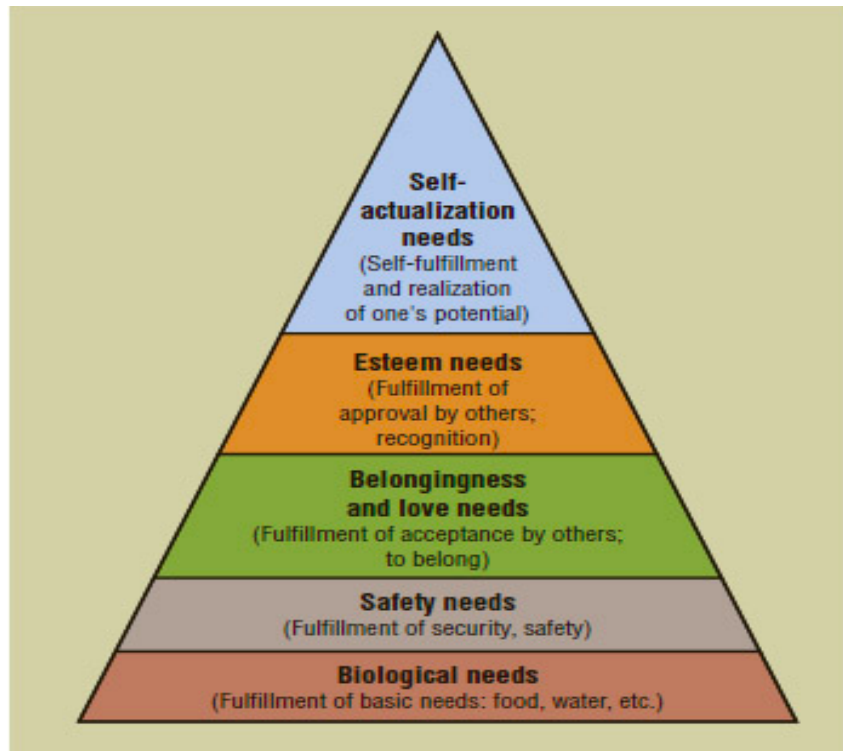 Self-
actualization
needs
(Self-fulfillment
and realization
of one's potential)
Esteem needs
(Fulfillment of
approval by others;
recognition)
Belongingness
and love needs
(Fulfillment of acceptance by others;
to belong)
Safety needs
(Fulfillment of security, safety)
Biological needs
(Fulfillment of basic needs: food, water, etc.)